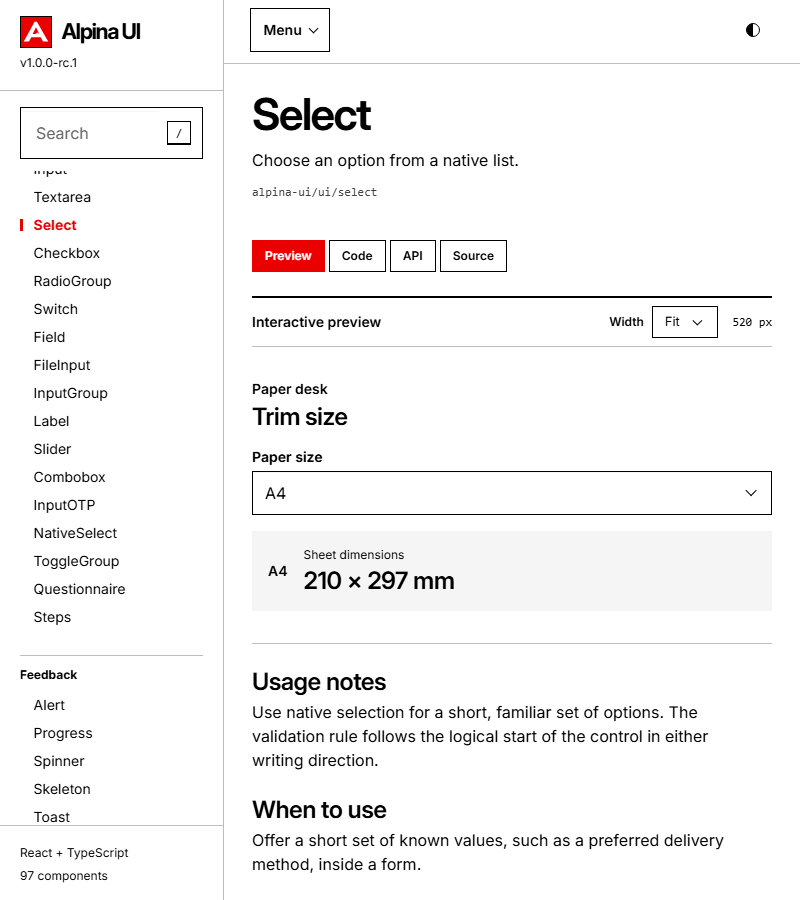 Alpina UI
v1.0.0-rc.1
Search
/
Input
Textarea
Select
Checkbox
RadioGroup
Switch
Field
FileInput
InputGroup
Label
Slider
Combobox
InputOTP
NativeSelect
ToggleGroup
Questionnaire
Steps
Feedback
Alert
Progress
Spinner
Skeleton
Toast
React + TypeScript
97 components
Menu
Select
Choose an option from a native list.
alpina-ui/ui/select
Preview
Code
API
Source
Interactive preview
Width
Fit
520 px
Paper desk
Trim size
Paper size
A4
A4
Sheet dimensions
210 × 297 mm
Usage notes
Use native selection for a short, familiar set of options. The
validation rule follows the logical start of the control in either
writing direction.
When to use
Offer a short set of known values, such as a preferred delivery
method, inside a form.